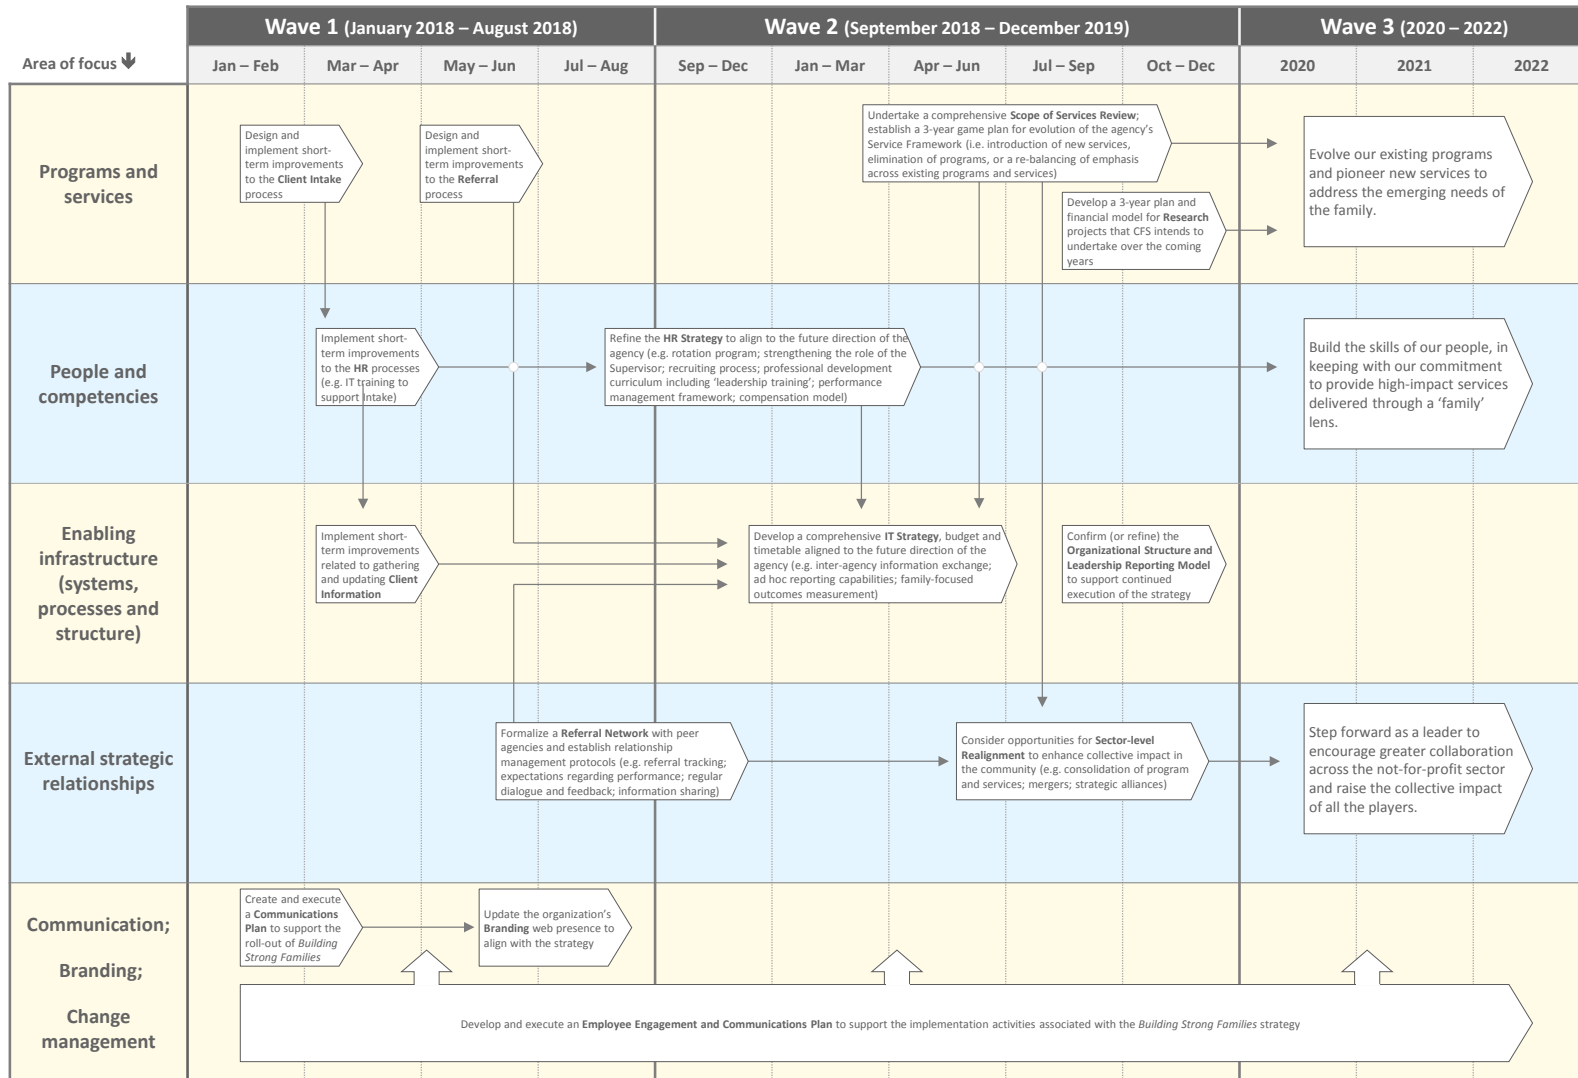 Wave 1 (January 2018 – August 2018)
Wave 2 (September 2018 – December 2019)
Wave 3 (2020 – 2022)
Area of focus
Jan – Feb
Mar – Apr
May – Jun
Jul – Aug
Sep – Dec
Jan – Mar
Apr – Jun
Jul – Sep
Oct – Dec
2020
2021
2022
Programs and
services
Design and
implement short-
term improvements
to the Client Intake
process
Design and
implement short-
term improvements
to the Referral
process
Undertake a comprehensive Scope of Services Review;
establish a 3-year game plan for evolution of the agency's
Service Framework (i.e. introduction of new services,
elimination of programs, or a re-balancing of emphasis
across existing programs and services)
Develop a 3-year plan and
financial model for Research
projects that CFS intends to
undertake over the coming
years
Evolve our existing programs
and pioneer new services to
address the emerging needs of
the family.
People and
competencies
Implement short-
term improvements
to the HR processes
(e.g. IT training to
support Intake)
Refine the HR Strategy to align to the future direction of the
agency (e.g. rotation program; strengthening the role of the
Supervisor; recruiting process; professional development
curriculum including 'leadership training'; performance
management framework; compensation model)
Build the skills of our people, in
keeping with our commitment
to provide high-impact services
delivered through a 'family'
lens.
Enabling
infrastructure
(systems,
processes and
structure)
Implement short-
term improvements
related to gathering
and updating Client
Information
Develop a comprehensive IT Strategy, budget and
timetable aligned to the future direction of the
agency (e.g. inter-agency information exchange;
ad hoc reporting capabilities; family-focused
outcomes measurement)
Confirm (or refine) the
Organizational Structure and
Leadership Reporting Model
to support continued
execution of the strategy
External strategic
relationships
Formalize a Referral Network with peer
agencies and establish relationship
management protocols (e.g. referral tracking;
expectations regarding performance; regular
dialogue and feedback; information sharing)
Consider opportunities for Sector-level
Realignment to enhance collective impact in
the community (e.g. consolidation of program
and services; mergers; strategic alliances)
Step forward as a leader to
encourage greater collaboration
across the not-for-profit sector
and raise the collective impact
of all the players.
Communication;
Branding;
Change
management
Create and execute
a Communications
Plan to support the
roll-out of Building
Strong Families
Update the organization's
Branding web presence to
align with the strategy
Develop and execute an Employee Engagement and Communications Plan to support the implementation activities associated with the Building Strong Families strategy